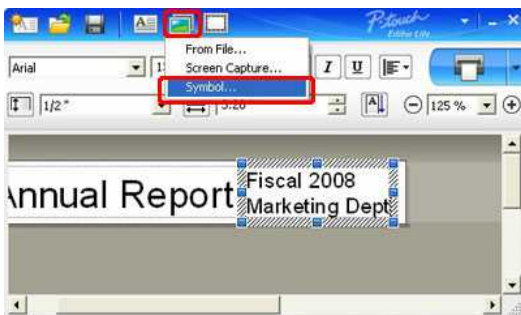 P-touch
Editor Lite
From File...
Screen Capture...
Symbol...
Arial
I U
1/2 "
125 %
Annual Report
Fiscal 2008
Marketing Dept